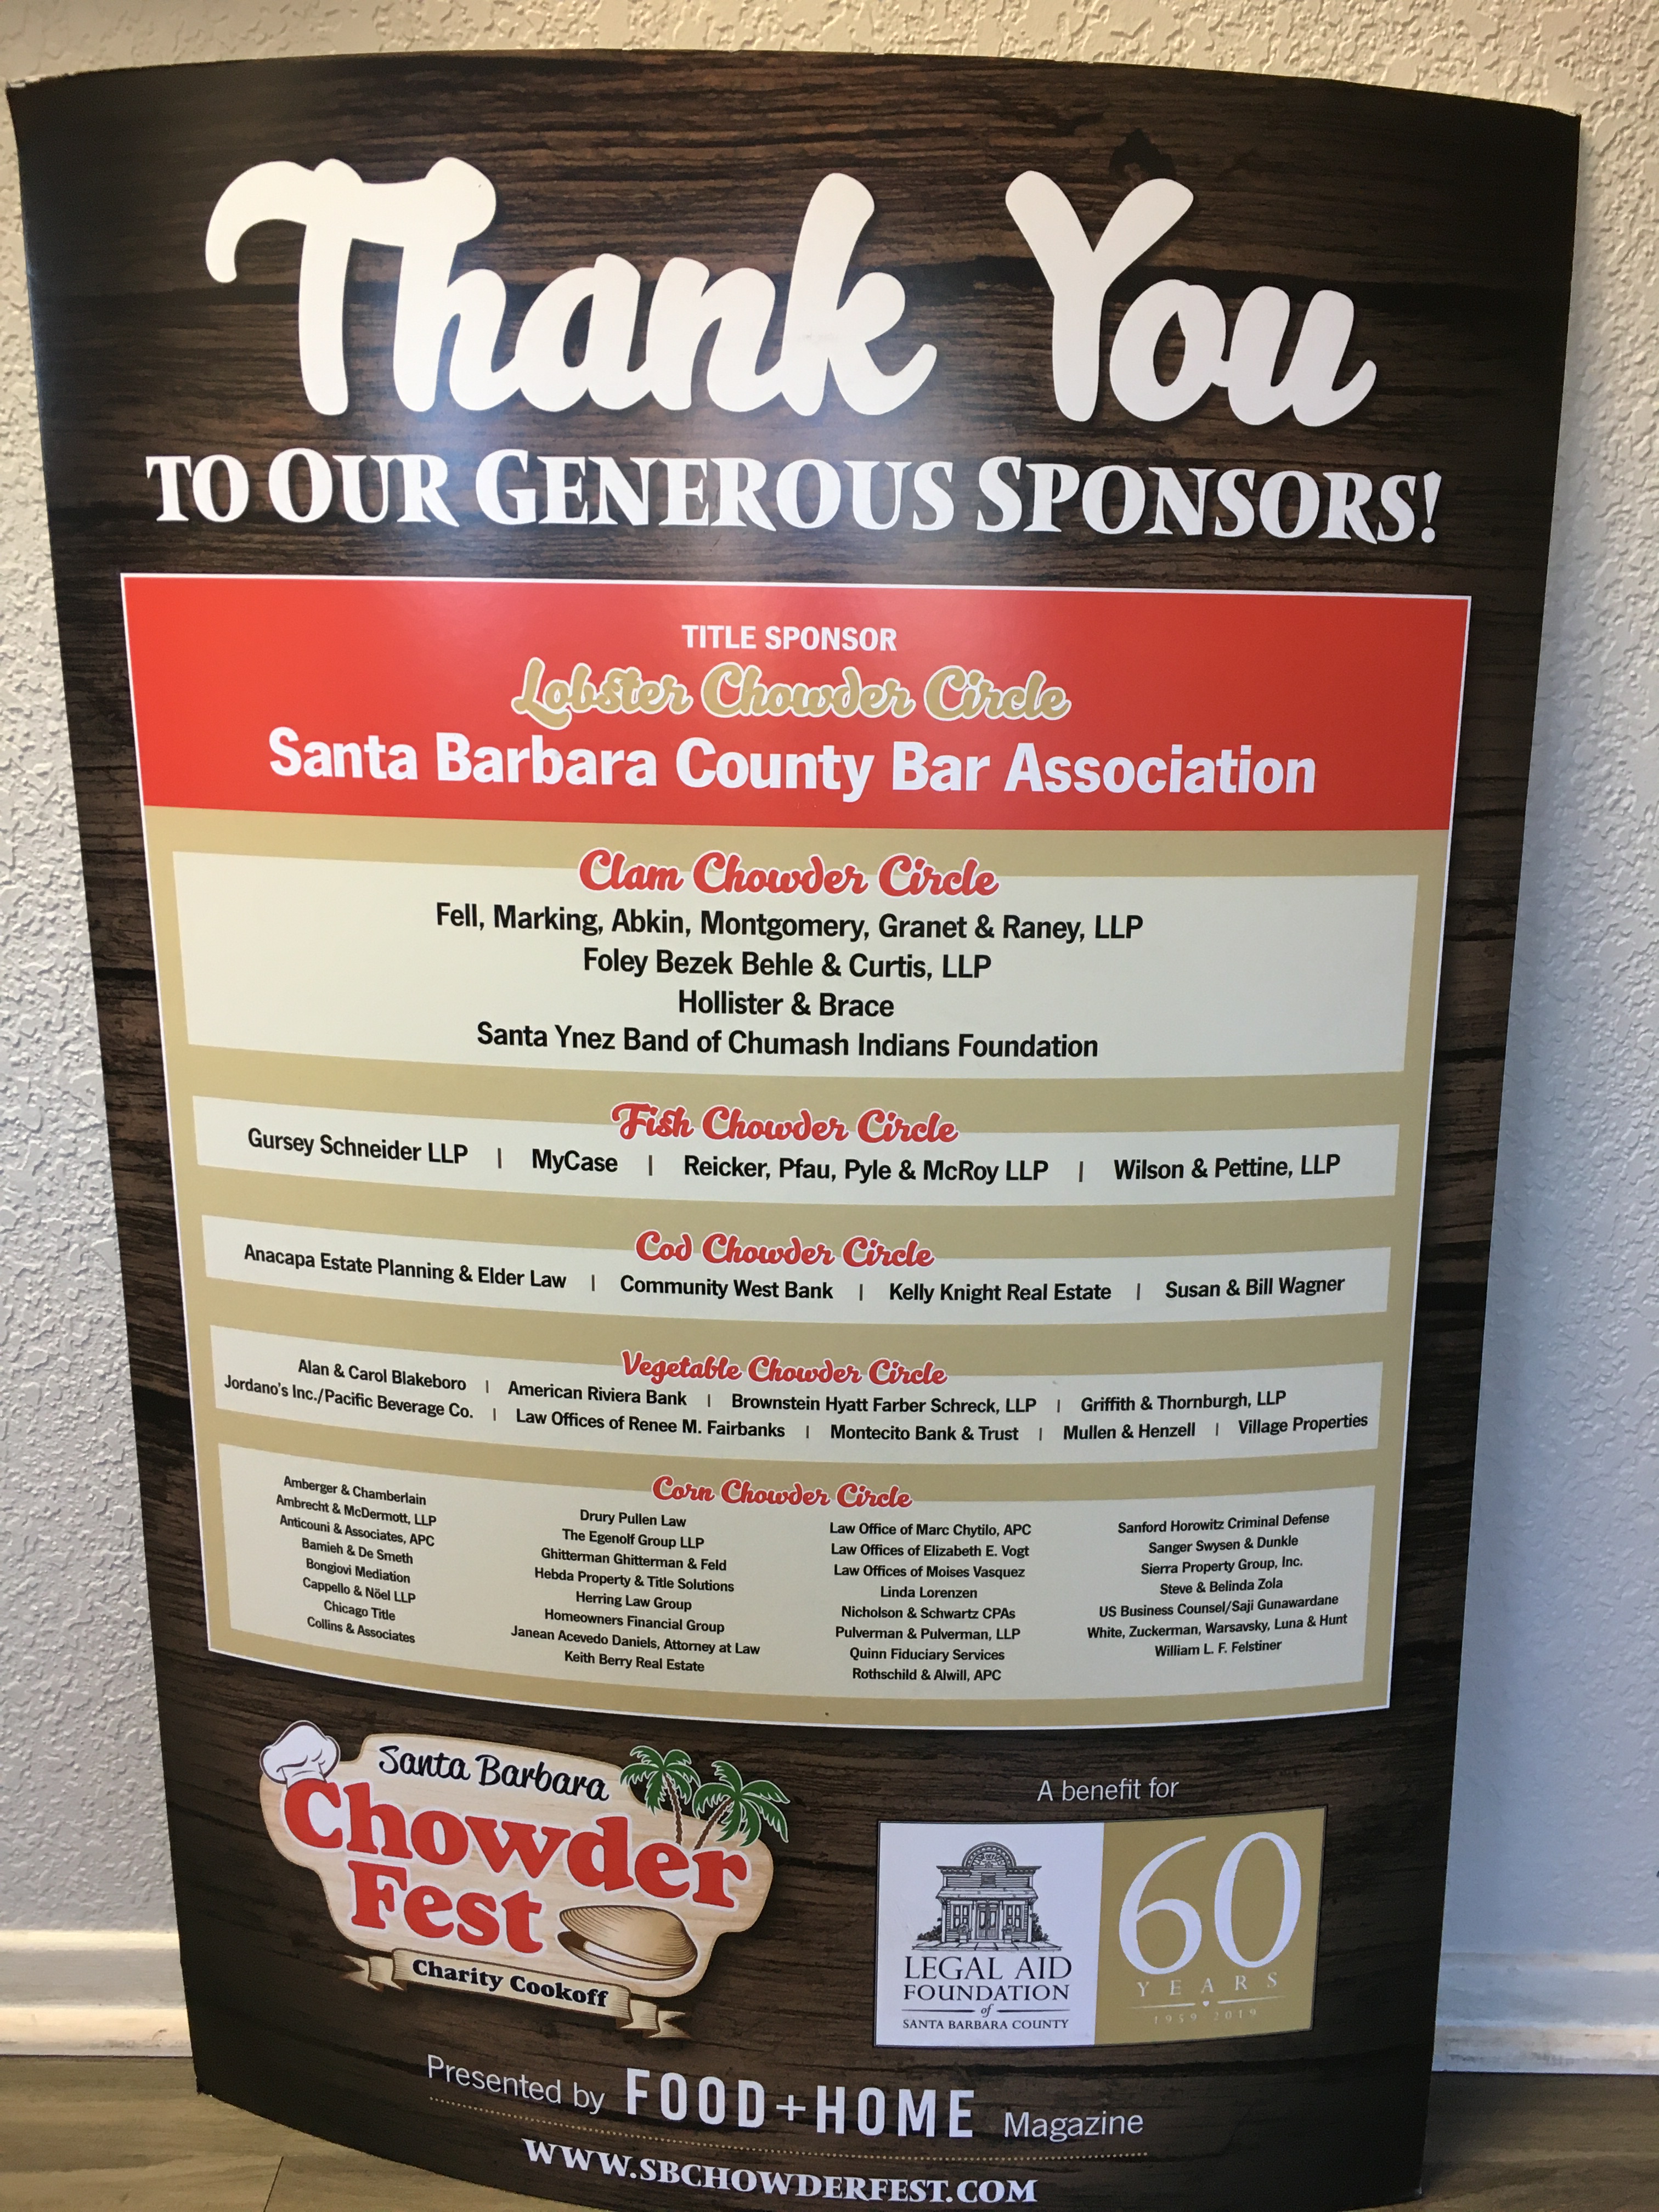 Thank You
TO OUR GENEROUS SPONSORS!
TITLE SPONSOR
Lobster Chowder Circle
Santa Barbara County Bar Association
Clam Chowder Circle
Fell, Marking, Abkin, Montgomery, Granet & Raney, LLP
Foley Bezek Behle & Curtis, LLP
Hollister & Brace
Santa Ynez Band of Chumash Indians Foundation
Fish Chowder Circle
Gursey Schneider LLP | MyCase | Reicker, Pfau, Pyle & McRoy LLP | Wilson & Pettine, LLP
Cod Chowder Circle
Anacapa Estate Planning & Elder Law | Community West Bank | Kelly Knight Real Estate | Susan & Bill Wagner
Vegetable Chowder Circle
Alan & Carol Blakeboro | American Riviera Bank | Brownstein Hyatt Farber Schreck, LLP | Griffith & Thornburgh, LLP
Jordano's Inc./Pacific Beverage Co. | Law Offices of Renee M. Fairbanks | Montecito Bank & Trust | Mullen & Henzell | Village Properties
Corn Chowder Circle
Amberger & Chamberlain
Ambrecht & McDermott, LLP
Anticouni & Associates, APC
Bamieh & De Smeth
Bongiovi Mediation
Cappello & Nöel LLP
Chicago Title
Collins & Associates
Drury Pullen Law
The Egenolf Group LLP
Ghitterman Ghitterman & Feld
Hebda Property & Title Solutions
Herring Law Group
Homeowners Financial Group
Janean Acevedo Daniels, Attorney at Law
Keith Berry Real Estate
Law Office of Marc Chytilo, APC
Law Offices of Elizabeth E. Vogt
Law Offices of Moises Vasquez
Linda Lorenzen
Nicholson & Schwartz CPAs
Pulverman & Pulverman, LLP
Quinn Fiduciary Services
Rothschild & Alwill, APC
Sanford Horowitz Criminal Defense
Sanger Swysen & Dunkle
Sierra Property Group, Inc.
Steve & Belinda Zola
US Business Counsel/Saji Gunawardane
White, Zuckerman, Warsavsky, Luna & Hunt
William L. F. Felstiner
Santa Barbara
Chowder
Fest
Charity Cookoff
A benefit for
LEGAL AID
FOUNDATION
of
SANTA BARBARA COUNTY
60
YEARS
1959 2019
Presented by FOOD+HOME Magazine
WWW.SBCHOWDERFEST.COM